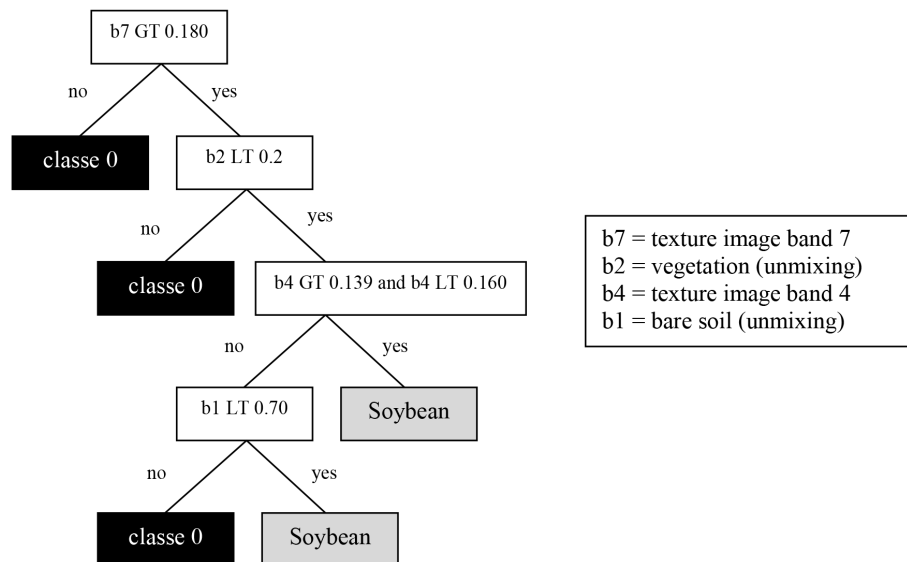 b7 GT 0.180
no
yes
classe 0
b2 LT 0.2
no
yes
classe 0
b4 GT 0.139 and b4 LT 0.160
no
yes
b1 LT 0.70
Soybean
no
yes
classe 0
Soybean
b7 = texture image band 7
b2 = vegetation (unmixing)
b4 = texture image band 4
b1 = bare soil (unmixing)